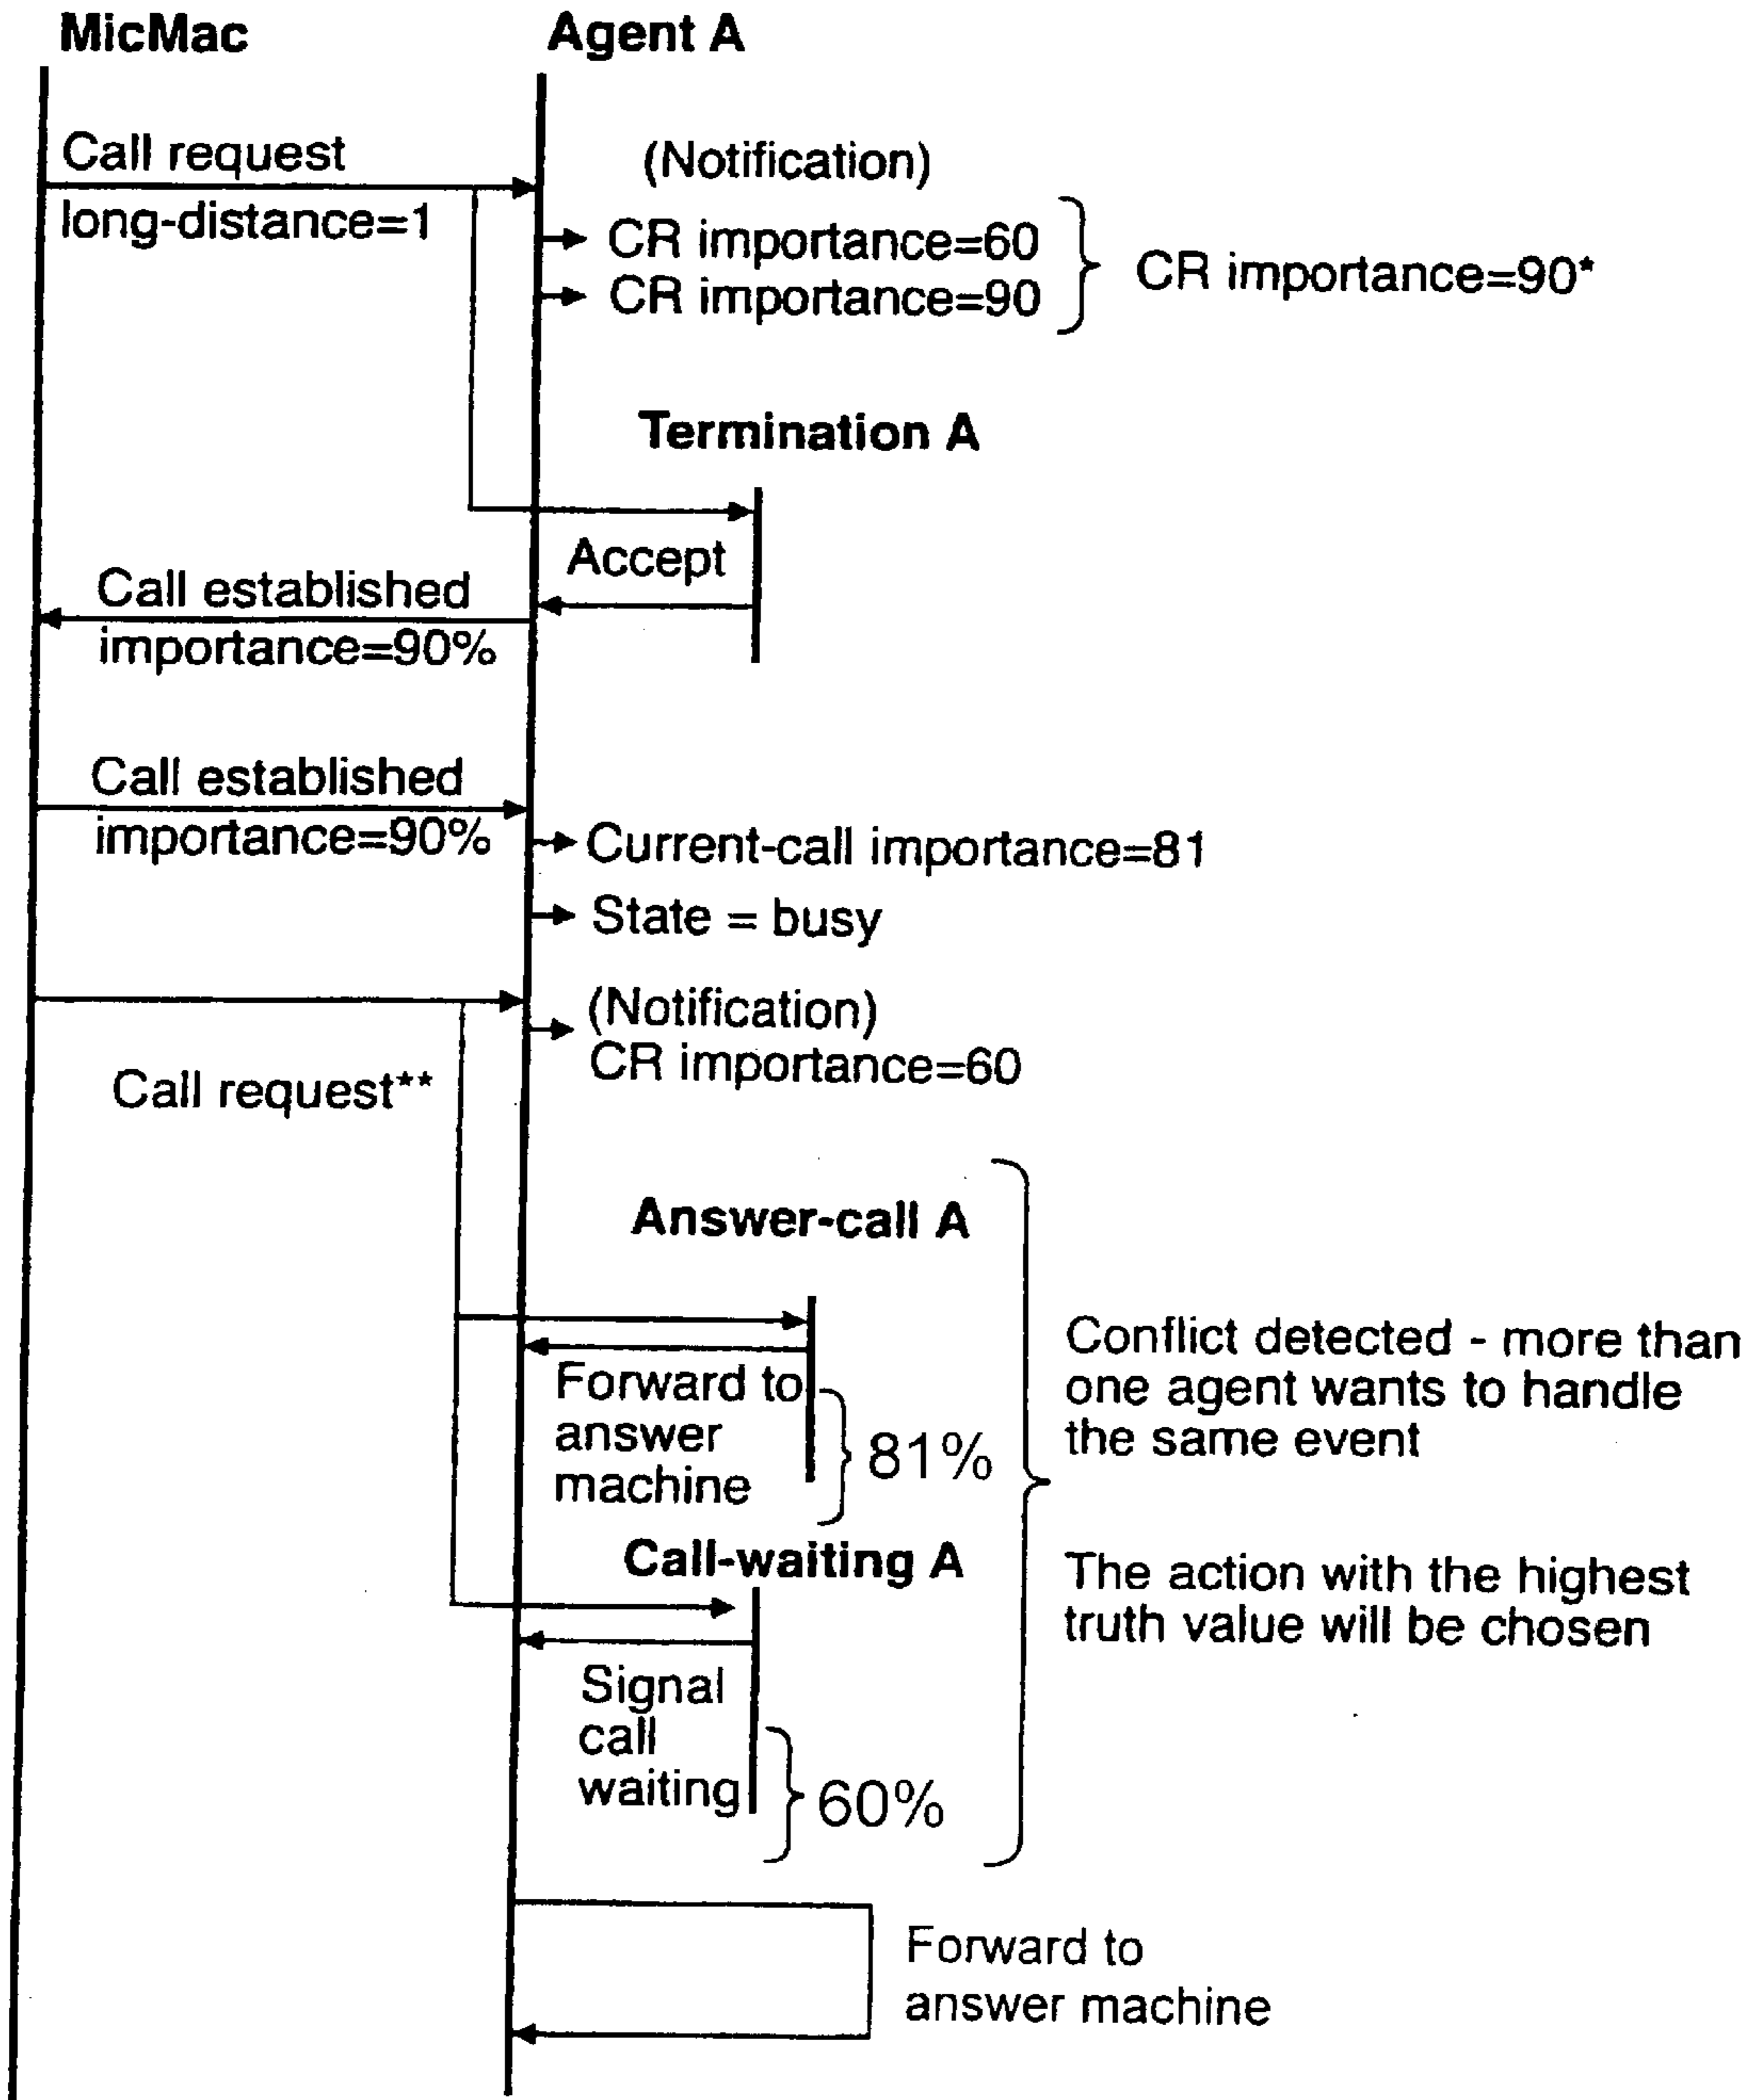 MicMac
Agent A
Call request
long-distance=1
(Notification)
CR importance=60
CR importance=90
CR importance=90*
Termination A
Accept
Call established
importance=90%
Call established
importance=90%
Current-call importance=81
State = busy
(Notification)
CR importance=60
Call request**
Answer-call A
Forward to
answer
machine
81%
Conflict detected - more than
one agent wants to handle
the same event
Call-waiting A
The action with the highest
truth value will be chosen
Signal
call
waiting
60%
Forward to
answer machine